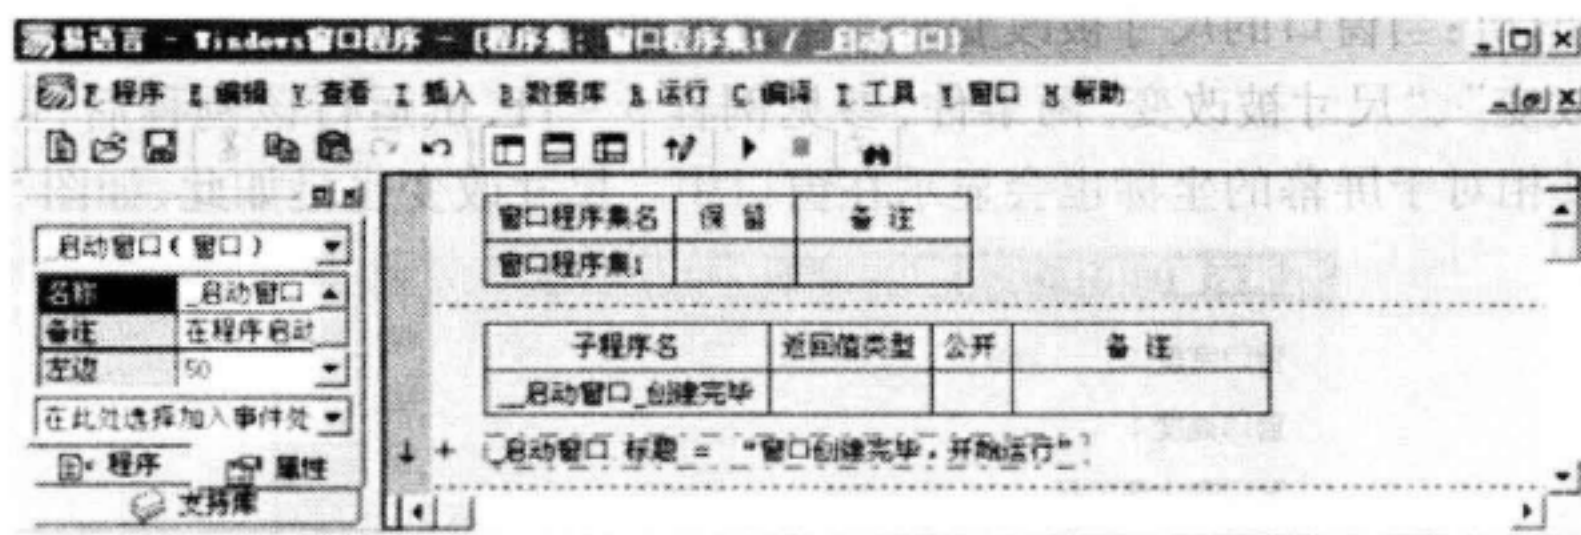 易语言 - Windows窗口程序 - [程序集: 窗口程序集1 / _启动窗口]
F.程序 E.编辑 V.查看 I.插入 B.数据库 R.运行 C.编译 T.工具 W.窗口 H.帮助
_启动窗口(窗口)
名称 _启动窗口
备注 在程序启动
左边 50
在此处选择加入事件处
程序 属性
支持库
窗口程序集名 保 留 备 注
窗口程序集1
子程序名 返回值类型 公开 备 注
__启动窗口_创建完毕
_启动窗口.标题 = “窗口创建完毕,开始运行”